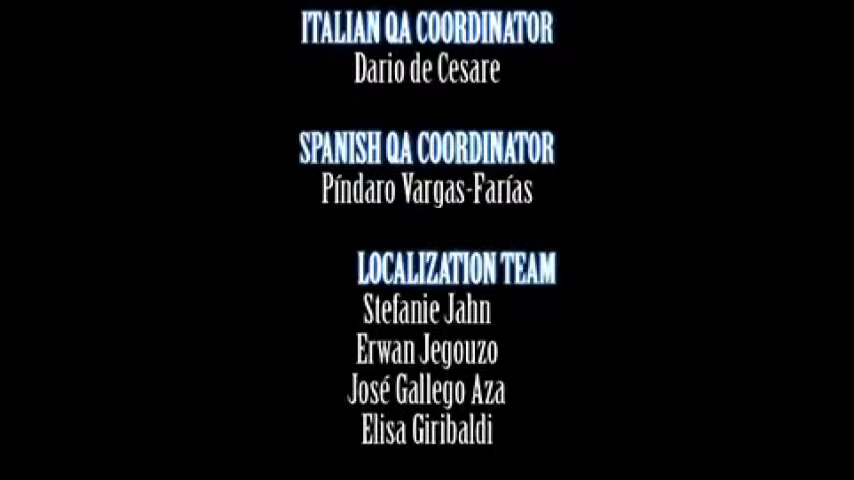 ITALIAN QA COORDINATOR
Dario de Cesare
SPANISH QA COORDINATOR
Píndaro Vargas-Farías
LOCALIZATION TEAM
Stefanie Jahn
Erwan Jegouzo
José Gallego Aza
Elisa Giribaldi